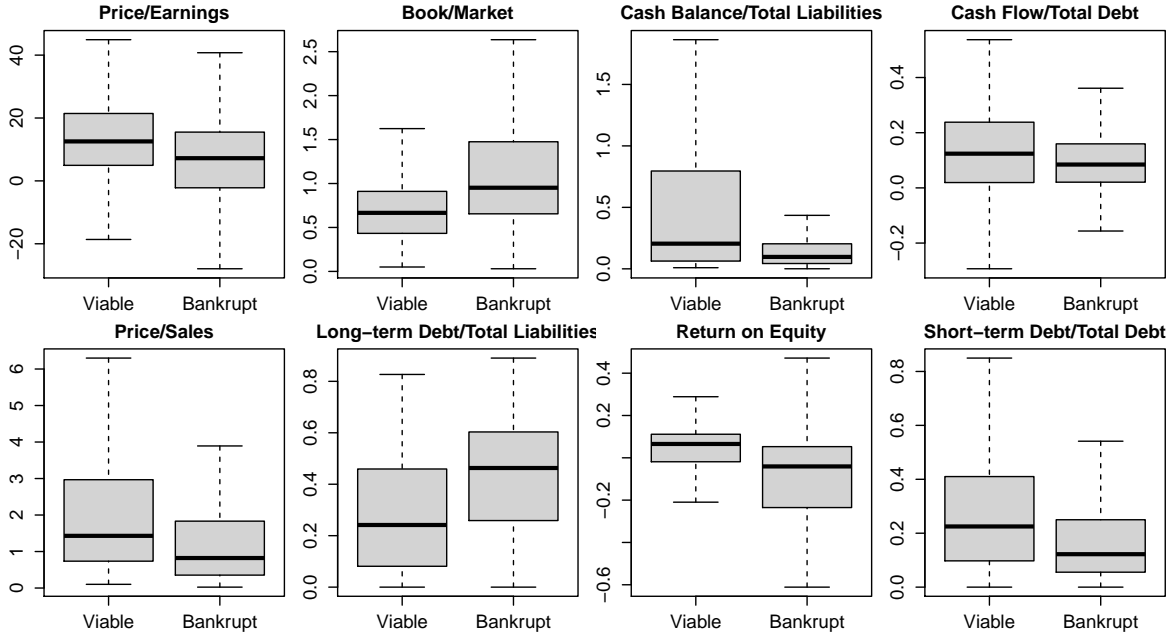 Price/Earnings
40
20
0
−20
Viable Bankrupt
Book/Market
2.5
2.0
1.5
1.0
0.5
0.0
Viable Bankrupt
Cash Balance/Total Liabilities
1.5
1.0
0.5
0.0
Viable Bankrupt
Cash Flow/Total Debt
0.4
0.2
0.0
−0.2
Viable Bankrupt
Price/Sales
6
5
4
3
2
1
0
Viable Bankrupt
Long−term Debt/Total Liabilities
0.8
0.6
0.4
0.2
0.0
Viable Bankrupt
Return on Equity
0.4
0.2
−0.2
−0.6
Viable Bankrupt
Short−term Debt/Total Debt
0.8
0.6
0.4
0.2
0.0
Viable Bankrupt